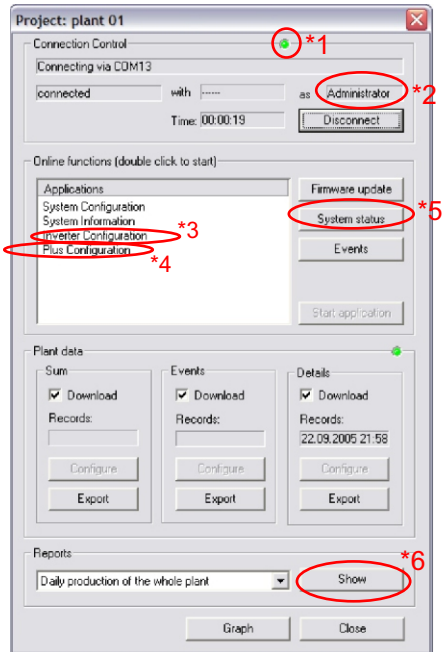 Project: plant 01
Connection Control
*1
Connecting via COM13
connected with ----- as Administrator
*2
Time: 00:00:19 Disconnect
Online functions (double click to start)
Applications
Firmware update
System Configuration
System Information
Inverter Configuration
*3
Plus Configuration
*4
System status
*5
Events
Start application
Plant data
Sum
Download
Records:
Configure
Export
Events
Download
Records:
Configure
Export
Details
Download
Records:
22.09.2005 21:58
Configure
Export
Reports
*6
Daily production of the whole plant Show
Graph Close